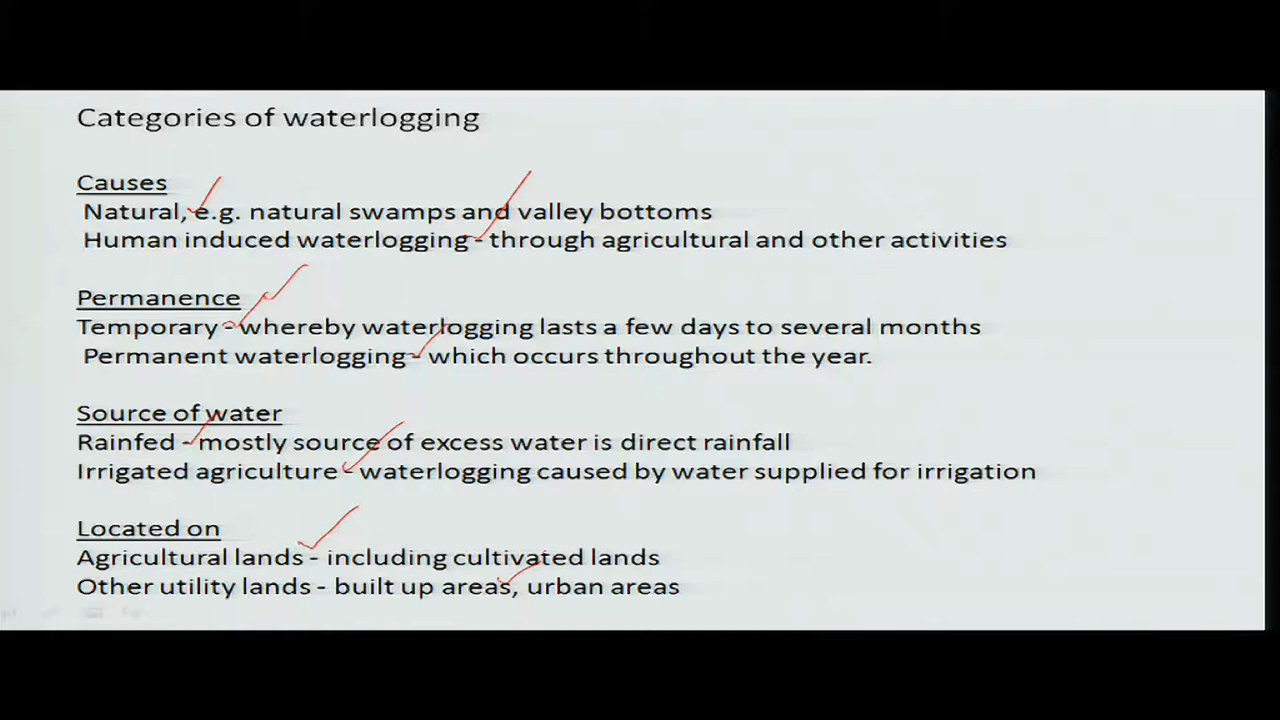 Categories of waterlogging
Causes
Natural, e.g. natural swamps and valley bottoms
Human induced waterlogging - through agricultural and other activities
Permanence
Temporary - whereby waterlogging lasts a few days to several months
Permanent waterlogging - which occurs throughout the year.
Source of water
Rainfed - mostly source of excess water is direct rainfall
Irrigated agriculture - waterlogging caused by water supplied for irrigation
Located on
Agricultural lands - including cultivated lands
Other utility lands - built up areas, urban areas